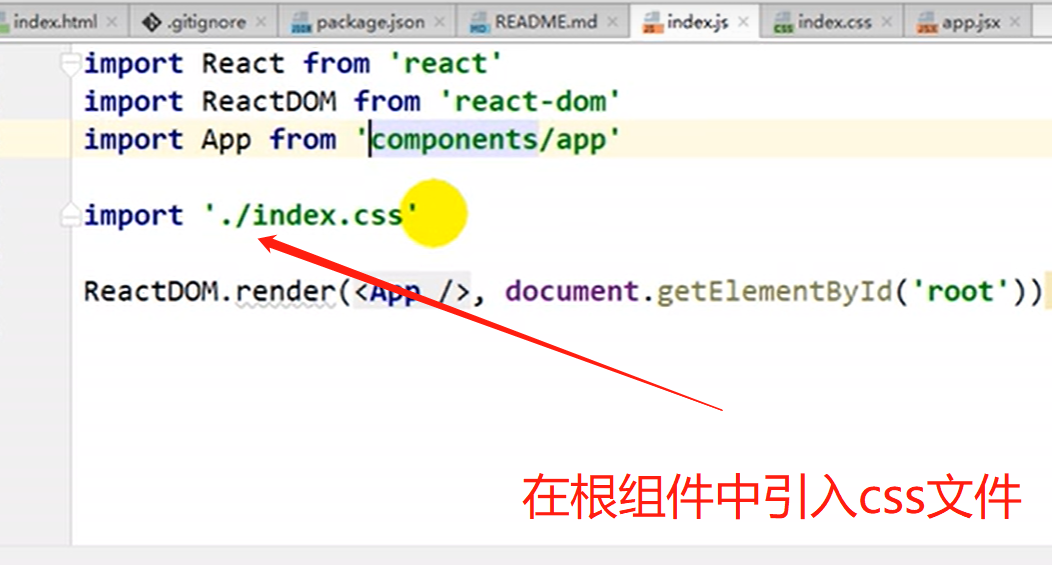 index.html
.gitignore
package.json
README.md
index.js
index.css
app.jsx
import React from 'react'
import ReactDOM from 'react-dom'
import App from 'components/app'
import './index.css'
ReactDOM.render(<App />, document.getElementById('root'))
在根组件中引入css文件